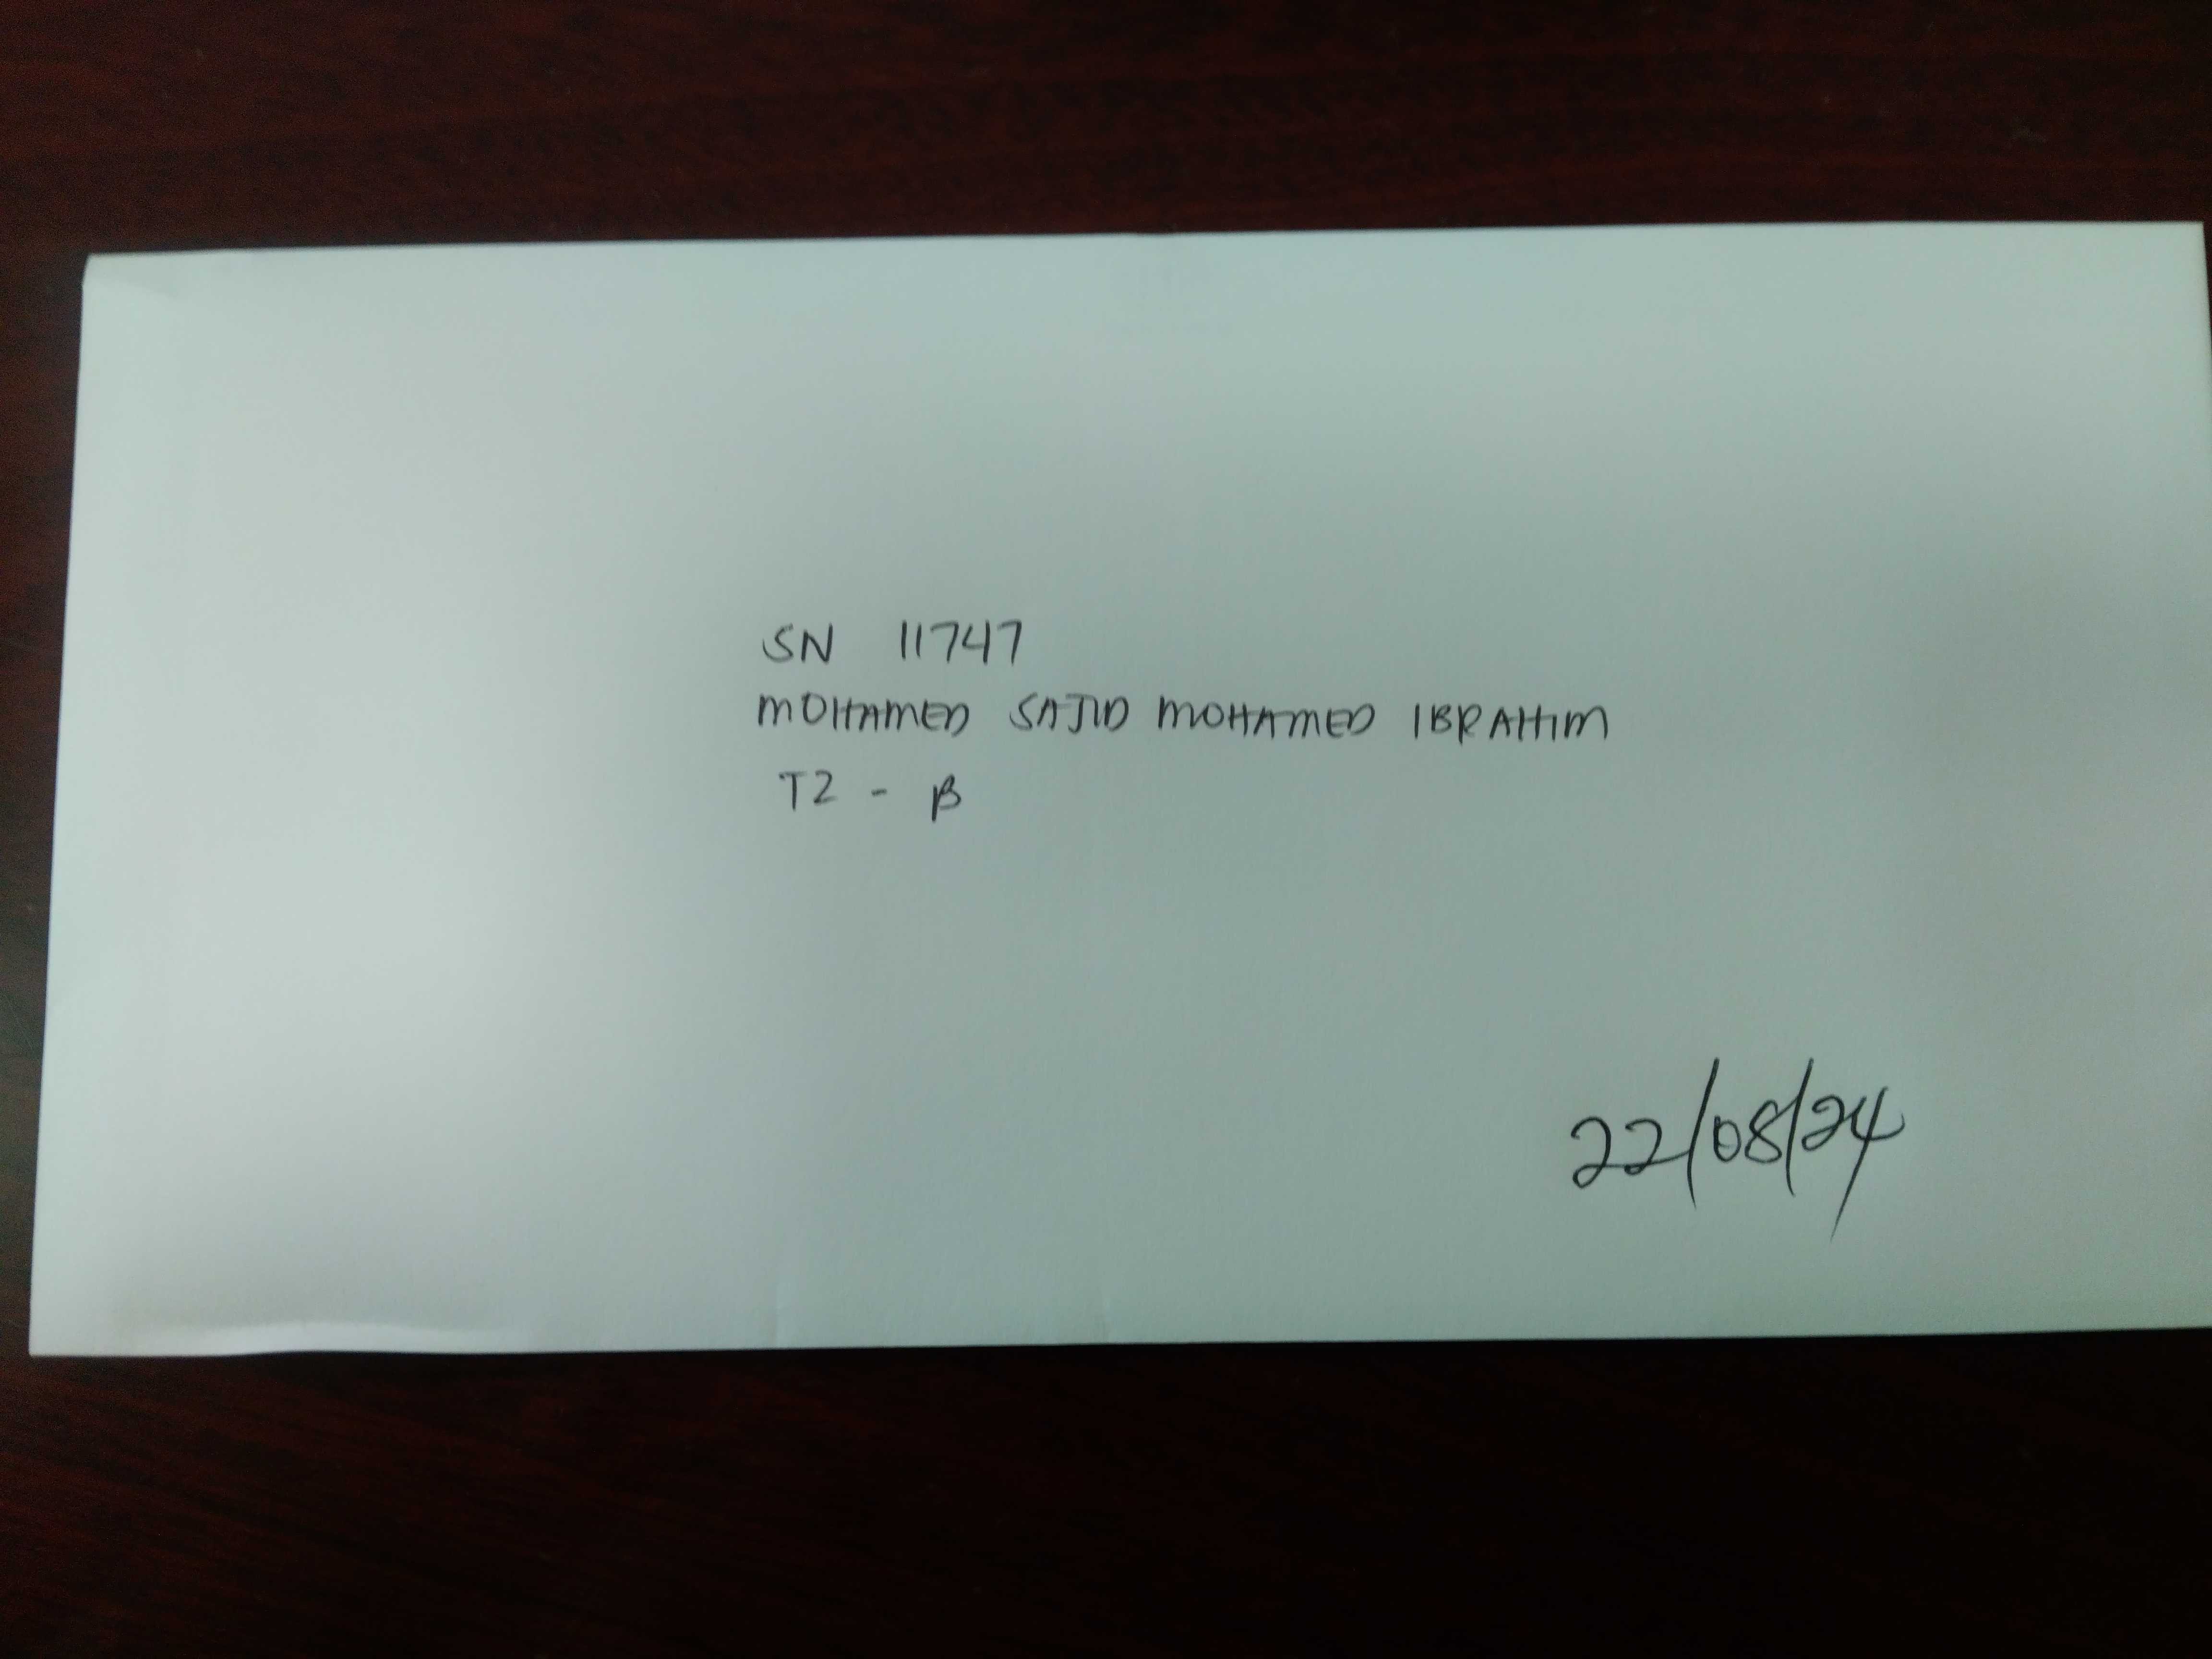 SN 11747
MOHAMED SAJID MOHAMED IBRAHIM
T2 - B
22/08/24